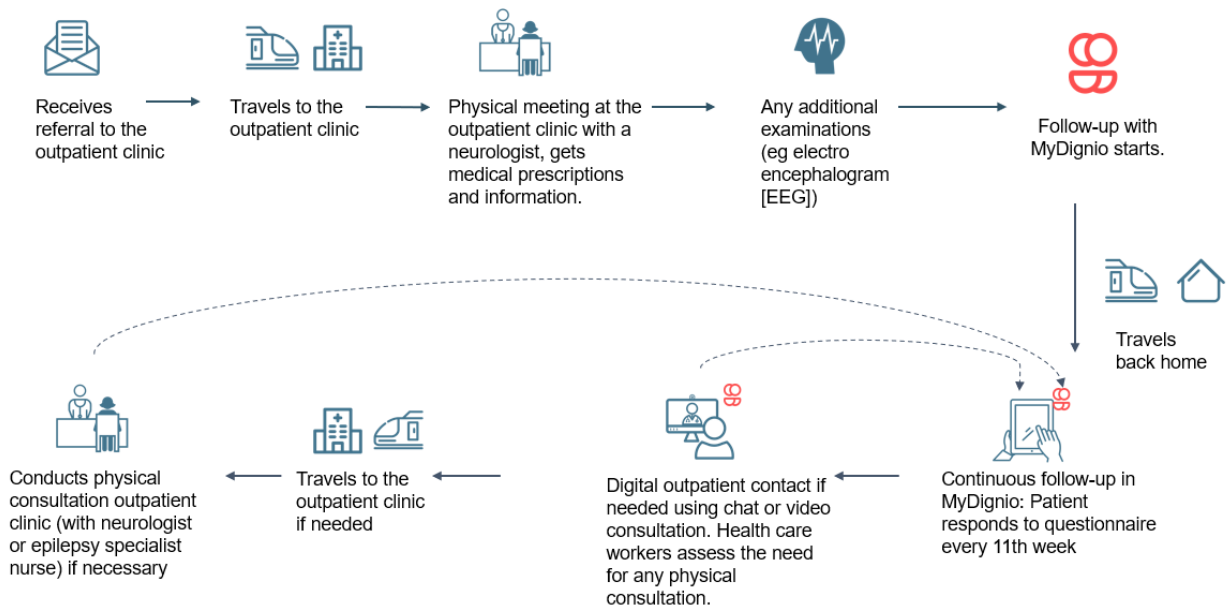 Receives
referral to the
outpatient clinic
Travels to the
outpatient clinic
Physical meeting at the
outpatient clinic with a
neurologist, gets
medical prescriptions
and information.
Any additional
examinations
(eg electro
encephalogram
[EEG])
Follow-up with
MyDignio starts.
Travels
back home
Continuous follow-up in
MyDignio: Patient
responds to questionnaire
every 11th week
Digital outpatient contact if
needed using chat or video
consultation. Health care
workers assess the need
for any physical
consultation.
Travels to the
outpatient clinic
if needed
Conducts physical
consultation outpatient
clinic (with neurologist
or epilepsy specialist
nurse) if necessary